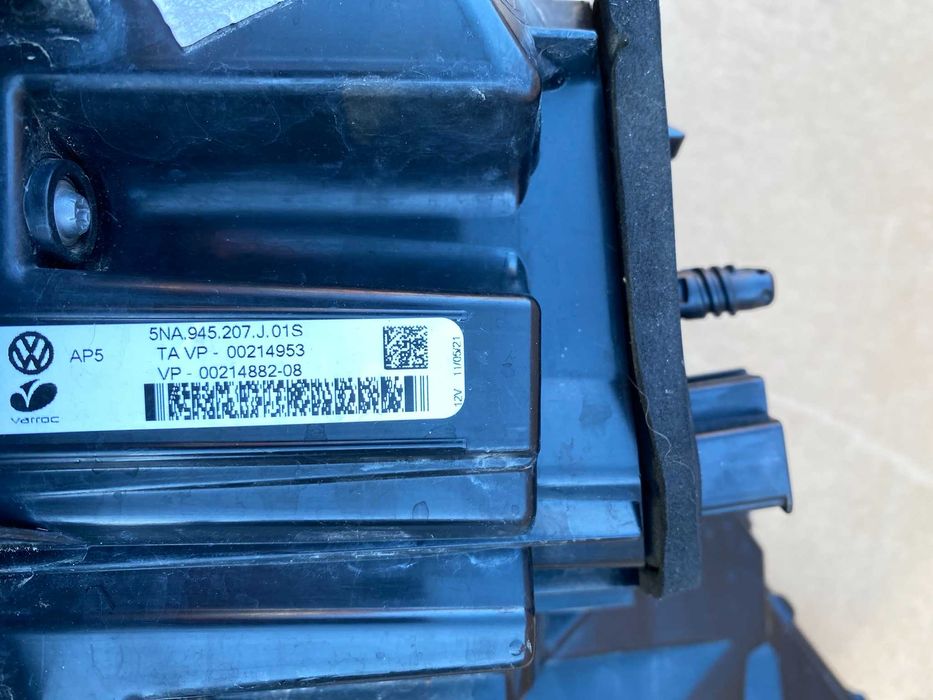 5NA.945.207.J.01S
AP5
TA VP - 00214953
VP - 00214882-08
varroc
12V 11/05/21